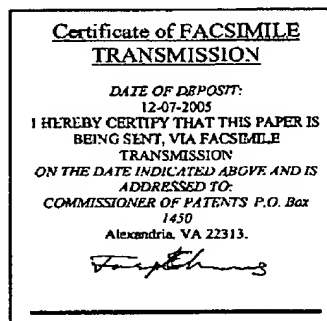 Certificate of FACSIMILE
TRANSMISSION
DATE OF DEPOSIT:
12-07-2005
I HEREBY CERTIFY THAT THIS PAPER IS
BEING SENT, VIA FACSIMILE
TRANSMISSION
ON THE DATE INDICATED ABOVE AND IS
ADDRESSED TO:
COMMISSIONER OF PATENTS P.O. Box
1450
Alexandria, VA 22313.